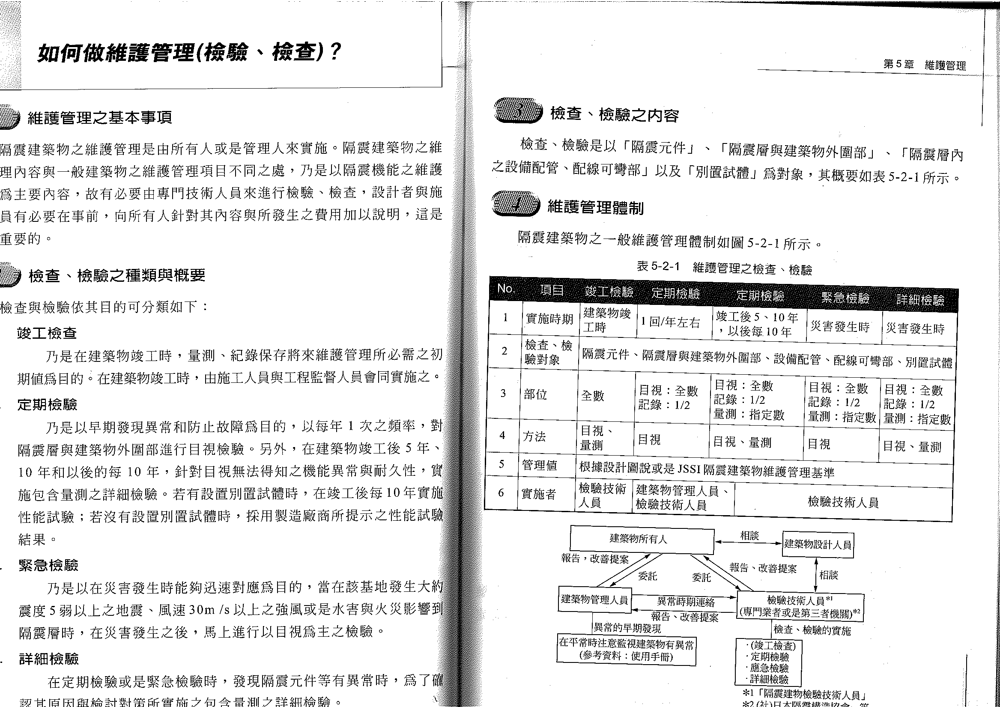 如何做維護管理(檢驗、檢查)？
維護管理之基本事項
隔震建築物之維護管理是由所有人或是管理人來實施。隔震建築物之維
理內容與一般建築物之維護管理項目不同之處，乃是以隔震機能之維護
爲主要內容，故有必要由專門技術人員來進行檢驗、檢查，設計者與施
員有必要在事前，向所有人針對其內容與所發生之費用加以說明，這是
重要的。
檢查、檢驗之種類與概要
檢查與檢驗依其目的可分類如下：
竣工檢查
乃是在建築物竣工時，量測、紀錄保存將來維護管理所必需之初
期値爲目的。在建築物竣工時，由施工人員與工程監督人員會同實施之。
定期檢驗
乃是以早期發現異常和防止故障爲目的，以每年 1 次之頻率，對
隔震層與建築物外圍部進行目視檢驗。另外，在建築物竣工後 5 年、
10 年和以後的每 10 年，針對目視無法得知之機能異常與耐久性，實
施包含量測之詳細檢驗。若有設置別置試體時，在竣工後每 10 年實施
性能試驗；若沒有設置別置試體時，採用製造廠商所提示之性能試驗
結果。
緊急檢驗
乃是以在災害發生時能夠迅速對應爲目的，當在該基地發生大約
震度 5 弱以上之地震、風速 30m /s 以上之強風或是水害與火災影響到
隔震層時，在災害發生之後，馬上進行以目視爲主之檢驗。
詳細檢驗
在定期檢驗或是緊急檢驗時，發現隔震元件等有異常時，爲了確
認其原因與檢討對策所實施之包含量測之詳細檢驗。
第 5 章　維護管理
3 檢查、檢驗之內容
檢查、檢驗是以「隔震元件」、「隔震層與建築物外圍部」、「隔震層內
之設備配管、配線可彎部」以及「別置試體」爲對象，其概要如表 5-2-1 所示。
4 維護管理體制
隔震建築物之一般維護管理體制如圖 5-2-1 所示。
表 5-2-1　維護管理之檢查、檢驗
No. 項目 竣工檢驗 定期檢驗 定期檢驗 緊急檢驗 詳細檢驗
1 實施時期 建築物竣 1 回/年左右 竣工後 5、10 年 災害發生時 災害發生時
工時 ，以後每 10 年
2 檢查、檢 隔震元件、隔震層與建築物外圍部、設備配管、配線可彎部、別置試體
驗對象
目視：全數 目視：全數 目視：全數 目視：全數
3 部位 全數 記錄：1/2 記錄：1/2 記錄：1/2 記錄：1/2
量測：指定數 量測：指定數 量測：指定數
4 方法 目視、 目視 目視、量測 目視 目視、量測
量測
5 管理値 根據設計圖說或是 JSSI 隔震建築物維護管理基準
6 實施者 檢驗技術 建築物管理人員、 檢驗技術人員
人員 檢驗技術人員
建築物所有人 相談 建築物設計人員
報告，改善提案 委託 委託 報告、改善提案 相談
建築物管理人員 異常時期連絡 檢驗技術人員*1
報告、改善提案 (專門業者或是第三者機關)*2
異常的早期發現 檢查、檢驗的實施
在平常時注意監視建築物有異常
(參考資料：使用手冊)
·(竣工檢查)
·定期檢驗
·應急檢驗
·詳細檢驗
*1「隔震建物檢驗技術人員」
*2 (社)日本隔震構造協會、等